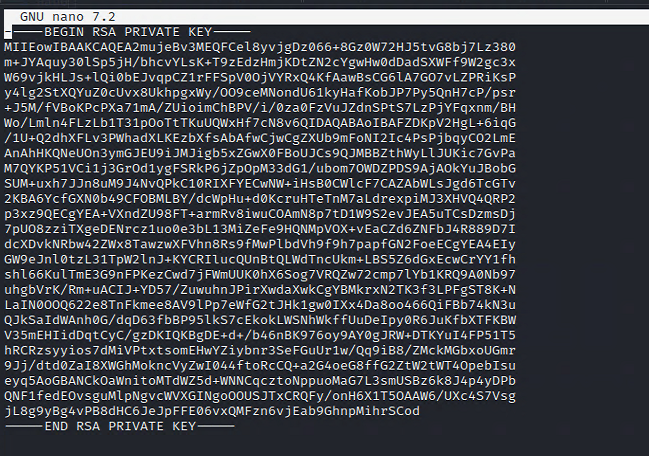 GNU nano 7.2
-----BEGIN RSA PRIVATE KEY-----
MIIEowIBAAKCAQEA2mujeBv3MEQFCel8yvjgDz066+8Gz0W72HJ5tvG8bj7Lz380
m+JYAquy30lSp5jH/bhcvYLsK+T9zEdzHmjKDtZN2cYgwHw0dDadSXWFf9W2gc3x
W69vjkHLJs+lQi0bEJvqpCZ1rFFSpV0OjVYRxQ4KfAawBsCG6lA7GO7vLZPRiKsP
y4lg2StXQYuZ0cUvx8UkhpgxWy/OO9ceMNondU61kyHafKobJP7Py5QnH7cP/psr
+J5M/fVBoKPcPXa71mA/ZUioimChBPV/i/0za0FzVuJZdnSPtS7LzPjYFqxnm/BH
Wo/Lmln4FLzLb1T31pOoTtTKuUQWxHf7cN8v6QIDAQABAoIBAFZDKpV2HgL+6iqG
/1U+Q2dhXFLv3PWhadXLKEzbXfsAbAfwCjwCgZXUb9mFoNI2Ic4PsPjbqyCO2LmE
AnAhHKQNeUOn3ymGJEU9iJMJigb5xZGwX0FBoUJCs9QJMBBZthWyLlJUKic7GvPa
M7QYKP51VCi1j3GrOd1ygFSRkP6jZpOpM33dG1/ubom7OWDZPDS9AjAOkYuJBobG
SUM+uxh7JJn8uM9J4NvQPkC10RIXFYECwNW+iHsB0CWlcF7CAZAbWLsJgd6TcGTv
2KBA6YcfGXN0b49CFOBMLBY/dcWpHu+d0KcruHTeTnM7aLdrexpiMJ3XHVQ4QRP2
p3xz9QECgYEA+VXndZU98FT+armRv8iwuCOAmN8p7tD1W9S2evJEA5uTCsDzmsDj
7pUO8zziTXgeDENrcz1uo0e3bL13MiZeFe9HQNMpVOX+vEaCZd6ZNFbJ4R889D7I
dcXDvkNRbw42ZWx8TawzwXFVhn8Rs9fMwPlbdVh9f9h7papfGN2FoeECgYEA4EIy
GW9eJnl0tzL31TpW2lnJ+KYCRIlucQUnBtQLWdTncUkm+LBS5Z6dGxEcwCrYY1fh
shl66KulTmE3G9nFPKezCwd7jFWmUUK0hX6Sog7VRQZw72cmp7lYb1KRQ9A0Nb97
uhgbVrK/Rm+uACIJ+YD57/ZuwuhnJPirXwdaXwkCgYBMkrxN2TK3f3LPFgST8K+N
LaIN0OOQ622e8TnFkmee8AV9lPp7eWfG2tJHk1gw0IXx4Da8oo466QiFBb74kN3u
QJkSaIdWAnh0G/dqD63fbBP95lkS7cEkokLWSNhWkffUuDeIpy0R6JuKfbXTFKBW
V35mEHIidDqtCyC/gzDKIQKBgDE+d+/b46nBK976oy9AY0gJRW+DTKYuI4FP51T5
hRCRzsyyios7dMiVPtxtsomEHwYZiybnr3SeFGuUr1w/Qq9iB8/ZMckMGbxoUGmr
9Jj/dtd0ZaI8XWGhMokncVyZwI044ftoRcCQ+a2G4oeG8ffG2ZtW2tWT4OpebIsu
eyq5AoGBANCkOaWnitoMTdWZ5d+WNNCqcztoNppuoMaG7L3smUSBz6k8J4p4yDPb
QNF1fedEOvsguMlpNgvcWVXGINgoOOUSJTxCRQFy/onH6X1T5OAAW6/UXc4S7Vsg
jL8g9yBg4vPB8dHC6JeJpFFE06vxQMFzn6vjEab9GhnpMihrSCod
-----END RSA PRIVATE KEY-----